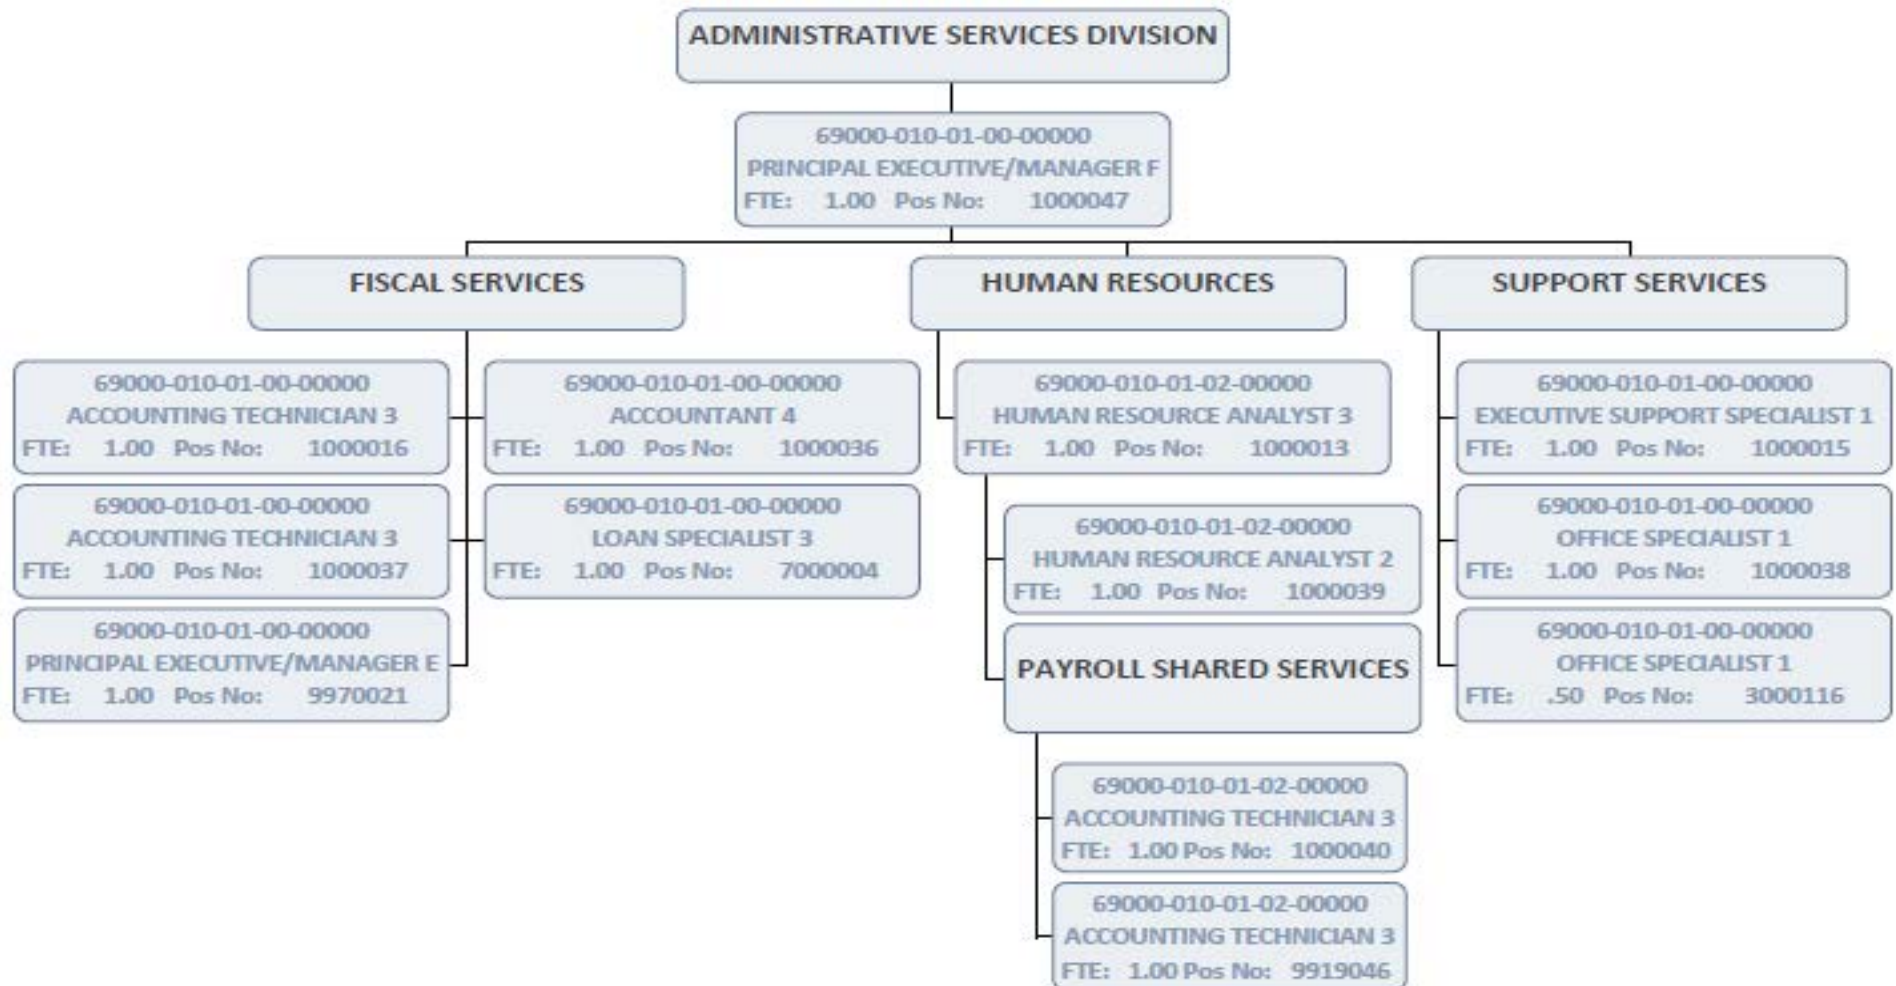 ADMINISTRATIVE SERVICES DIVISION
69000-010-01-00-00000
PRINCIPAL EXECUTIVE/MANAGER F
FTE: 1.00 Pos No: 1000047
FISCAL SERVICES
69000-010-01-00-00000
ACCOUNTING TECHNICIAN 3
FTE: 1.00 Pos No: 1000016
69000-010-01-00-00000
ACCOUNTANT 4
FTE: 1.00 Pos No: 1000036
69000-010-01-00-00000
ACCOUNTING TECHNICIAN 3
FTE: 1.00 Pos No: 1000037
69000-010-01-00-00000
LOAN SPECIALIST 3
FTE: 1.00 Pos No: 7000004
69000-010-01-00-00000
PRINCIPAL EXECUTIVE/MANAGER E
FTE: 1.00 Pos No: 9970021
HUMAN RESOURCES
69000-010-01-02-00000
HUMAN RESOURCE ANALYST 3
FTE: 1.00 Pos No: 1000013
69000-010-01-02-00000
HUMAN RESOURCE ANALYST 2
FTE: 1.00 Pos No: 1000039
PAYROLL SHARED SERVICES
69000-010-01-02-00000
ACCOUNTING TECHNICIAN 3
FTE: 1.00 Pos No: 1000040
69000-010-01-02-00000
ACCOUNTING TECHNICIAN 3
FTE: 1.00 Pos No: 9919046
SUPPORT SERVICES
69000-010-01-00-00000
EXECUTIVE SUPPORT SPECIALIST 1
FTE: 1.00 Pos No: 1000015
69000-010-01-00-00000
OFFICE SPECIALIST 1
FTE: 1.00 Pos No: 1000038
69000-010-01-00-00000
OFFICE SPECIALIST 1
FTE: .50 Pos No: 3000116